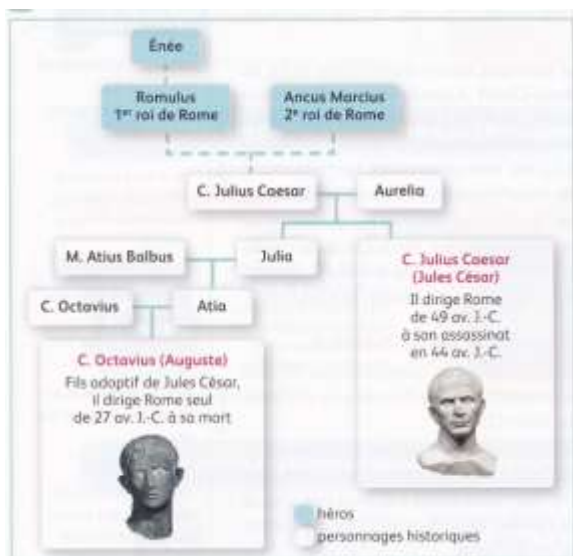 Énée
Romulus
1er roi de Rome
Ancus Marcius
2e roi de Rome
C. Julius Caesar
Aurelia
M. Atius Balbus
Julia
C. Octavius
Atia
C. Julius Caesar
(Jules César)
Il dirige Rome
de 49 av. J.-C.
à son assassinat
en 44 av. J.-C.
C. Octavius (Auguste)
Fils adoptif de Jules César,
il dirige Rome seul
de 27 av. J.-C. à sa mort
héros
personnages historiques